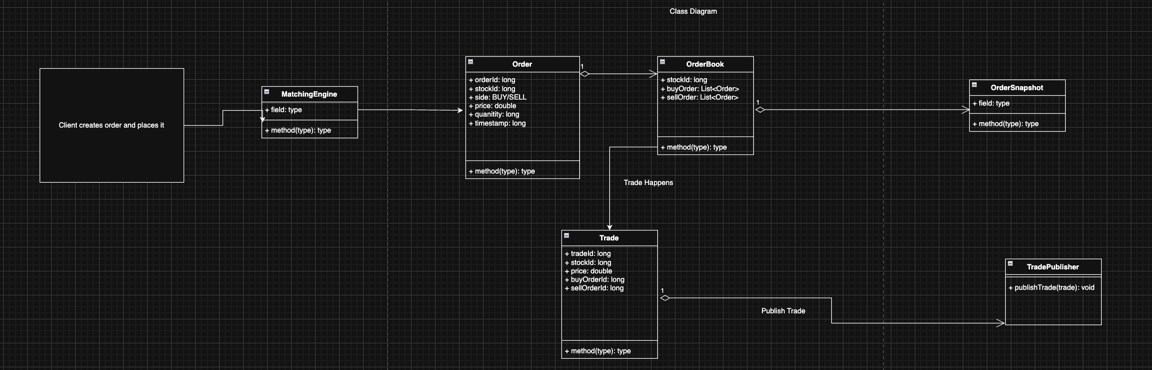 Class Diagram
Client creates order and places it
MatchingEngine
+ field: type
+ method(type): type
Order
+ orderId: long
+ stockId: long
+ side: BUY/SELL
+ price: double
+ quanitity: long
+ timestamp: long
+ method(type): type
1
OrderBook
+ stockId: long
+ buyOrder: List<Order>
+ sellOrder: List<Order>
+ method(type): type
1
OrderSnapshot
+ field: type
+ method(type): type
Trade Happens
Trade
+ tradeId: long
+ stockId: long
+ price: double
+ buyOrderId: long
+ sellOrderId: long
+ method(type): type
1
Publish Trade
TradePublisher
+ publishTrade(trade): void